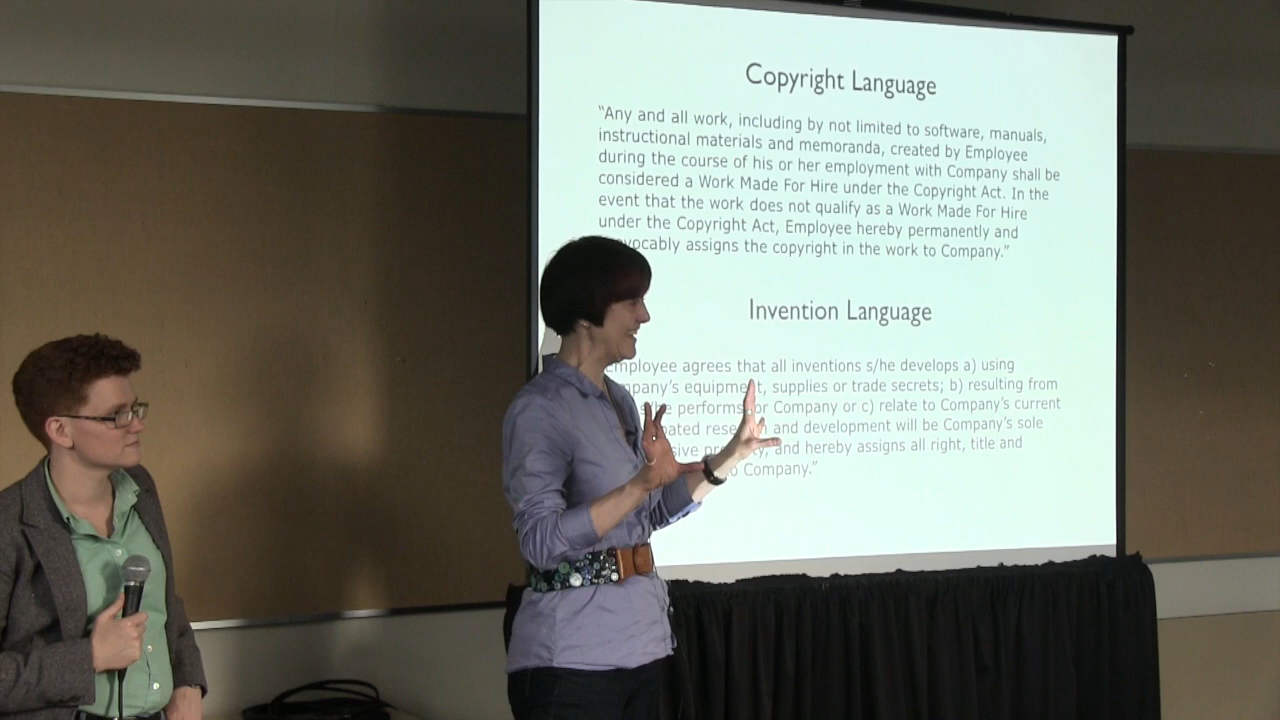 Copyright Language
“Any and all work, including by not limited to software, manuals,
instructional materials and memoranda, created by Employee
during the course of his or her employment with Company shall be
considered a Work Made For Hire under the Copyright Act. In the
event that the work does not qualify as a Work Made For Hire
under the Copyright Act, Employee hereby permanently and
assigns the copyright in the work to Company.”
Invention Language
Employee agrees that all inventions s/he develops a) using
equipment, supplies or trade secrets; b) resulting from
s/he performs for Company or c) relate to Company’s current
and development will be Company’s sole
and hereby assigns all right, title and
Company.”